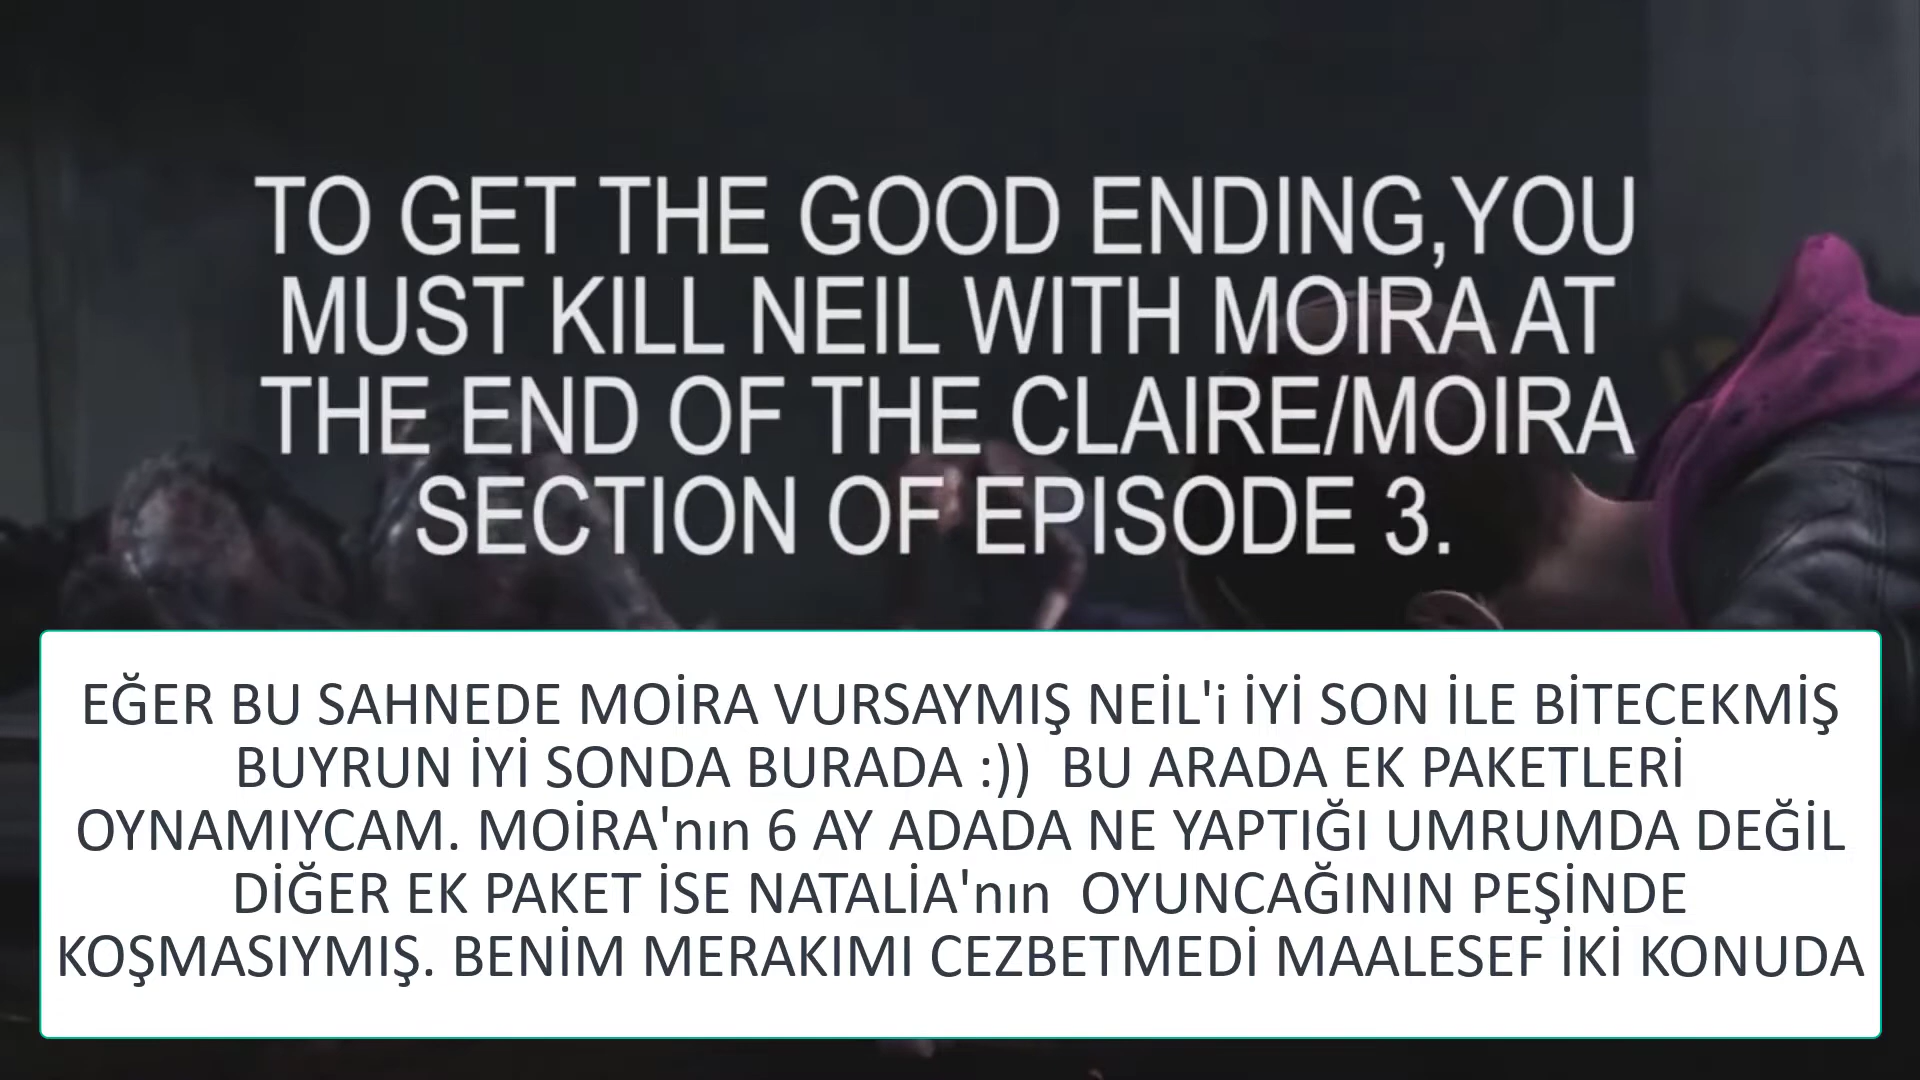 TO GET THE GOOD ENDING,YOU
MUST KILL NEIL WITH MOIRA AT
THE END OF THE CLAIRE/MOIRA
SECTION OF EPISODE 3.
EĞER BU SAHNEDE MOİRA VURSAYMIŞ NEİL'i İYİ SON İLE BİTECEKMİŞ
BUYRUN İYİ SONDA BURADA :))  BU ARADA EK PAKETLERİ
OYNAMIYCAM. MOİRA'nın 6 AY ADADA NE YAPTIĞI UMRUMDA DEĞİL
DİĞER EK PAKET İSE NATALİA'nın  OYUNCAĞININ PEŞİNDE
KOŞMASIYMIŞ. BENİM MERAKIMI CEZBETMEDİ MAALESEF İKİ KONUDA